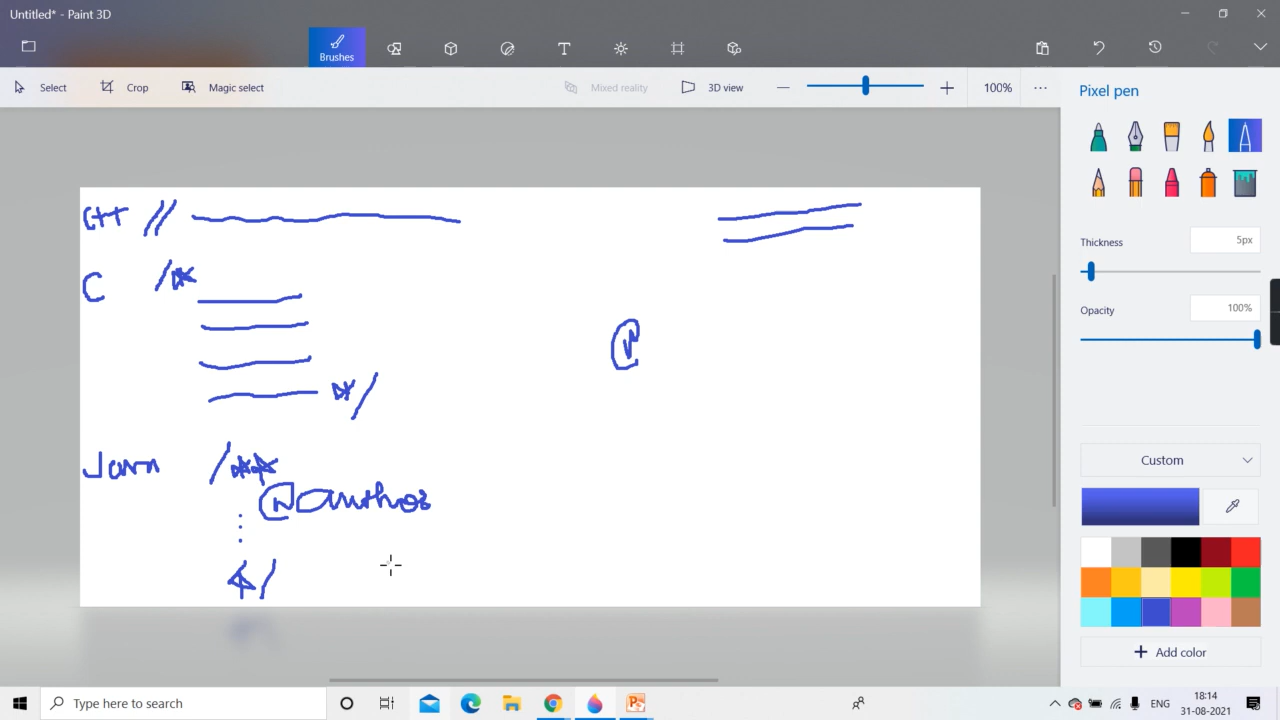 Untitled* - Paint 3D
Brushes
Select Crop Magic select Mixed reality 3D view 100%
Pixel pen
Thickness 5px
Opacity 100%
Custom
Add color
C++ //
C /**
*/
Java /**
@author
*/
Type here to search
ENG
18:14
31-08-2021